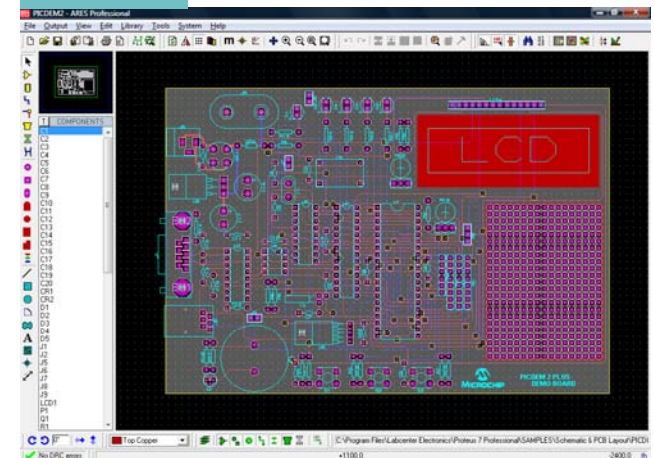 PICDEM2 - ARES Professional
File Output View Edit Library Tools System Help
COMPONENTS
C1
C2
C3
C4
C5
C6
C7
C8
C9
C10
C11
C12
C13
C14
C15
C16
C17
C18
C19
C20
CR1
CR2
D1
D2
D3
D4
D5
J1
J2
J5
J6
J7
J8
J9
LCD1
P1
Q1
R1
LCD
MICROCHIP
PICDEM 2 PLUS
DEMO BOARD
Top Copper
C:\Program Files\Labcenter Electronics\Proteus 7 Professional\SAMPLES\Schematic & PCB Layout\PICD
No DRC errors
+1100.0
-2400.0
th